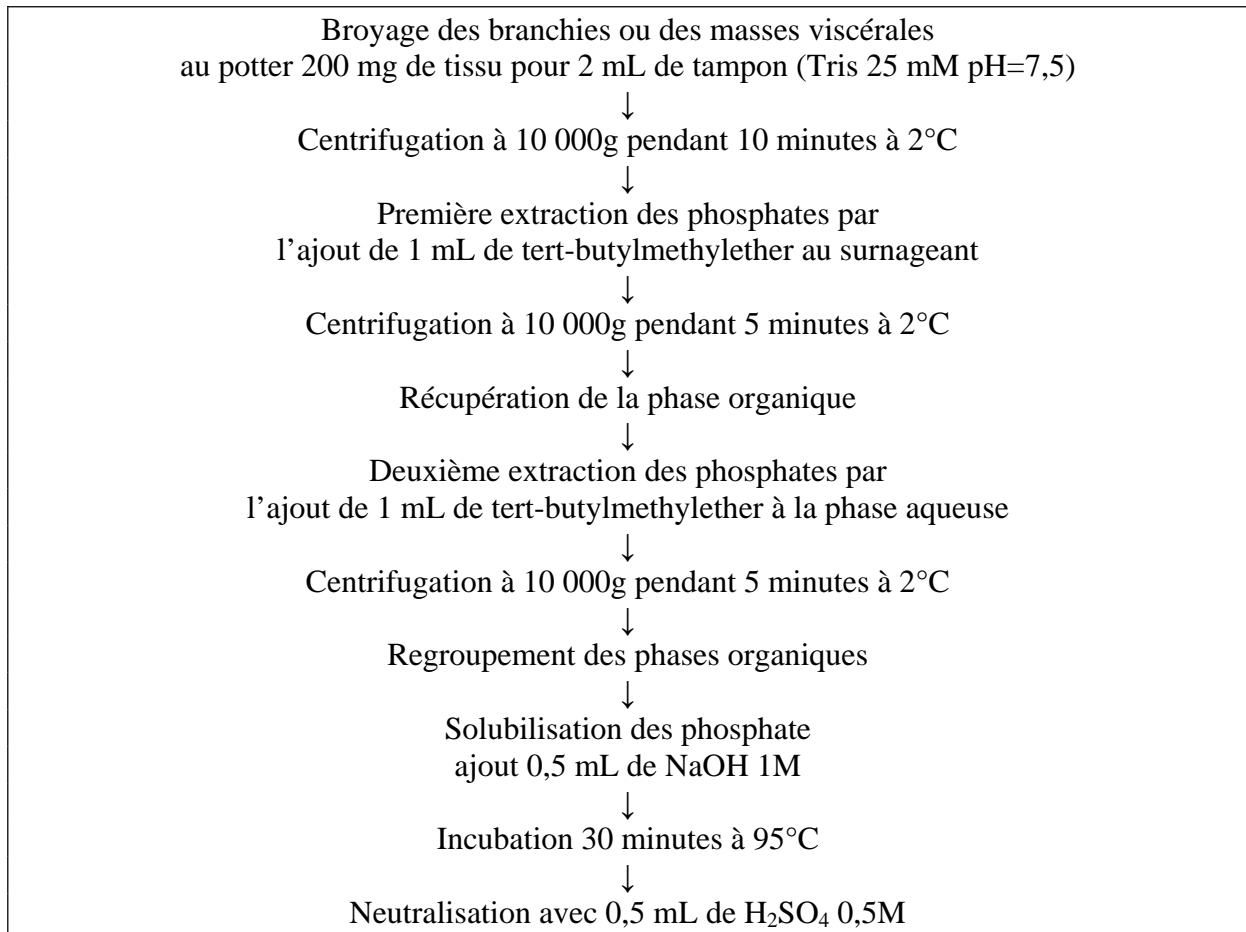 Broyage des branchies ou des masses viscérales
au potter 200 mg de tissu pour 2 mL de tampon (Tris 25 mM pH=7,5)
↓
Centrifugation à 10 000g pendant 10 minutes à 2°C
↓
Première extraction des phosphates par
l’ajout de 1 mL de tert-butylmethylether au surnageant
↓
Centrifugation à 10 000g pendant 5 minutes à 2°C
↓
Récupération de la phase organique
↓
Deuxième extraction des phosphates par
l’ajout de 1 mL de tert-butylmethylether à la phase aqueuse
↓
Centrifugation à 10 000g pendant 5 minutes à 2°C
↓
Regroupement des phases organiques
↓
Solubilisation des phosphate
ajout 0,5 mL de NaOH 1M
↓
Incubation 30 minutes à 95°C
↓
Neutralisation avec 0,5 mL de H₂SO₄ 0,5M